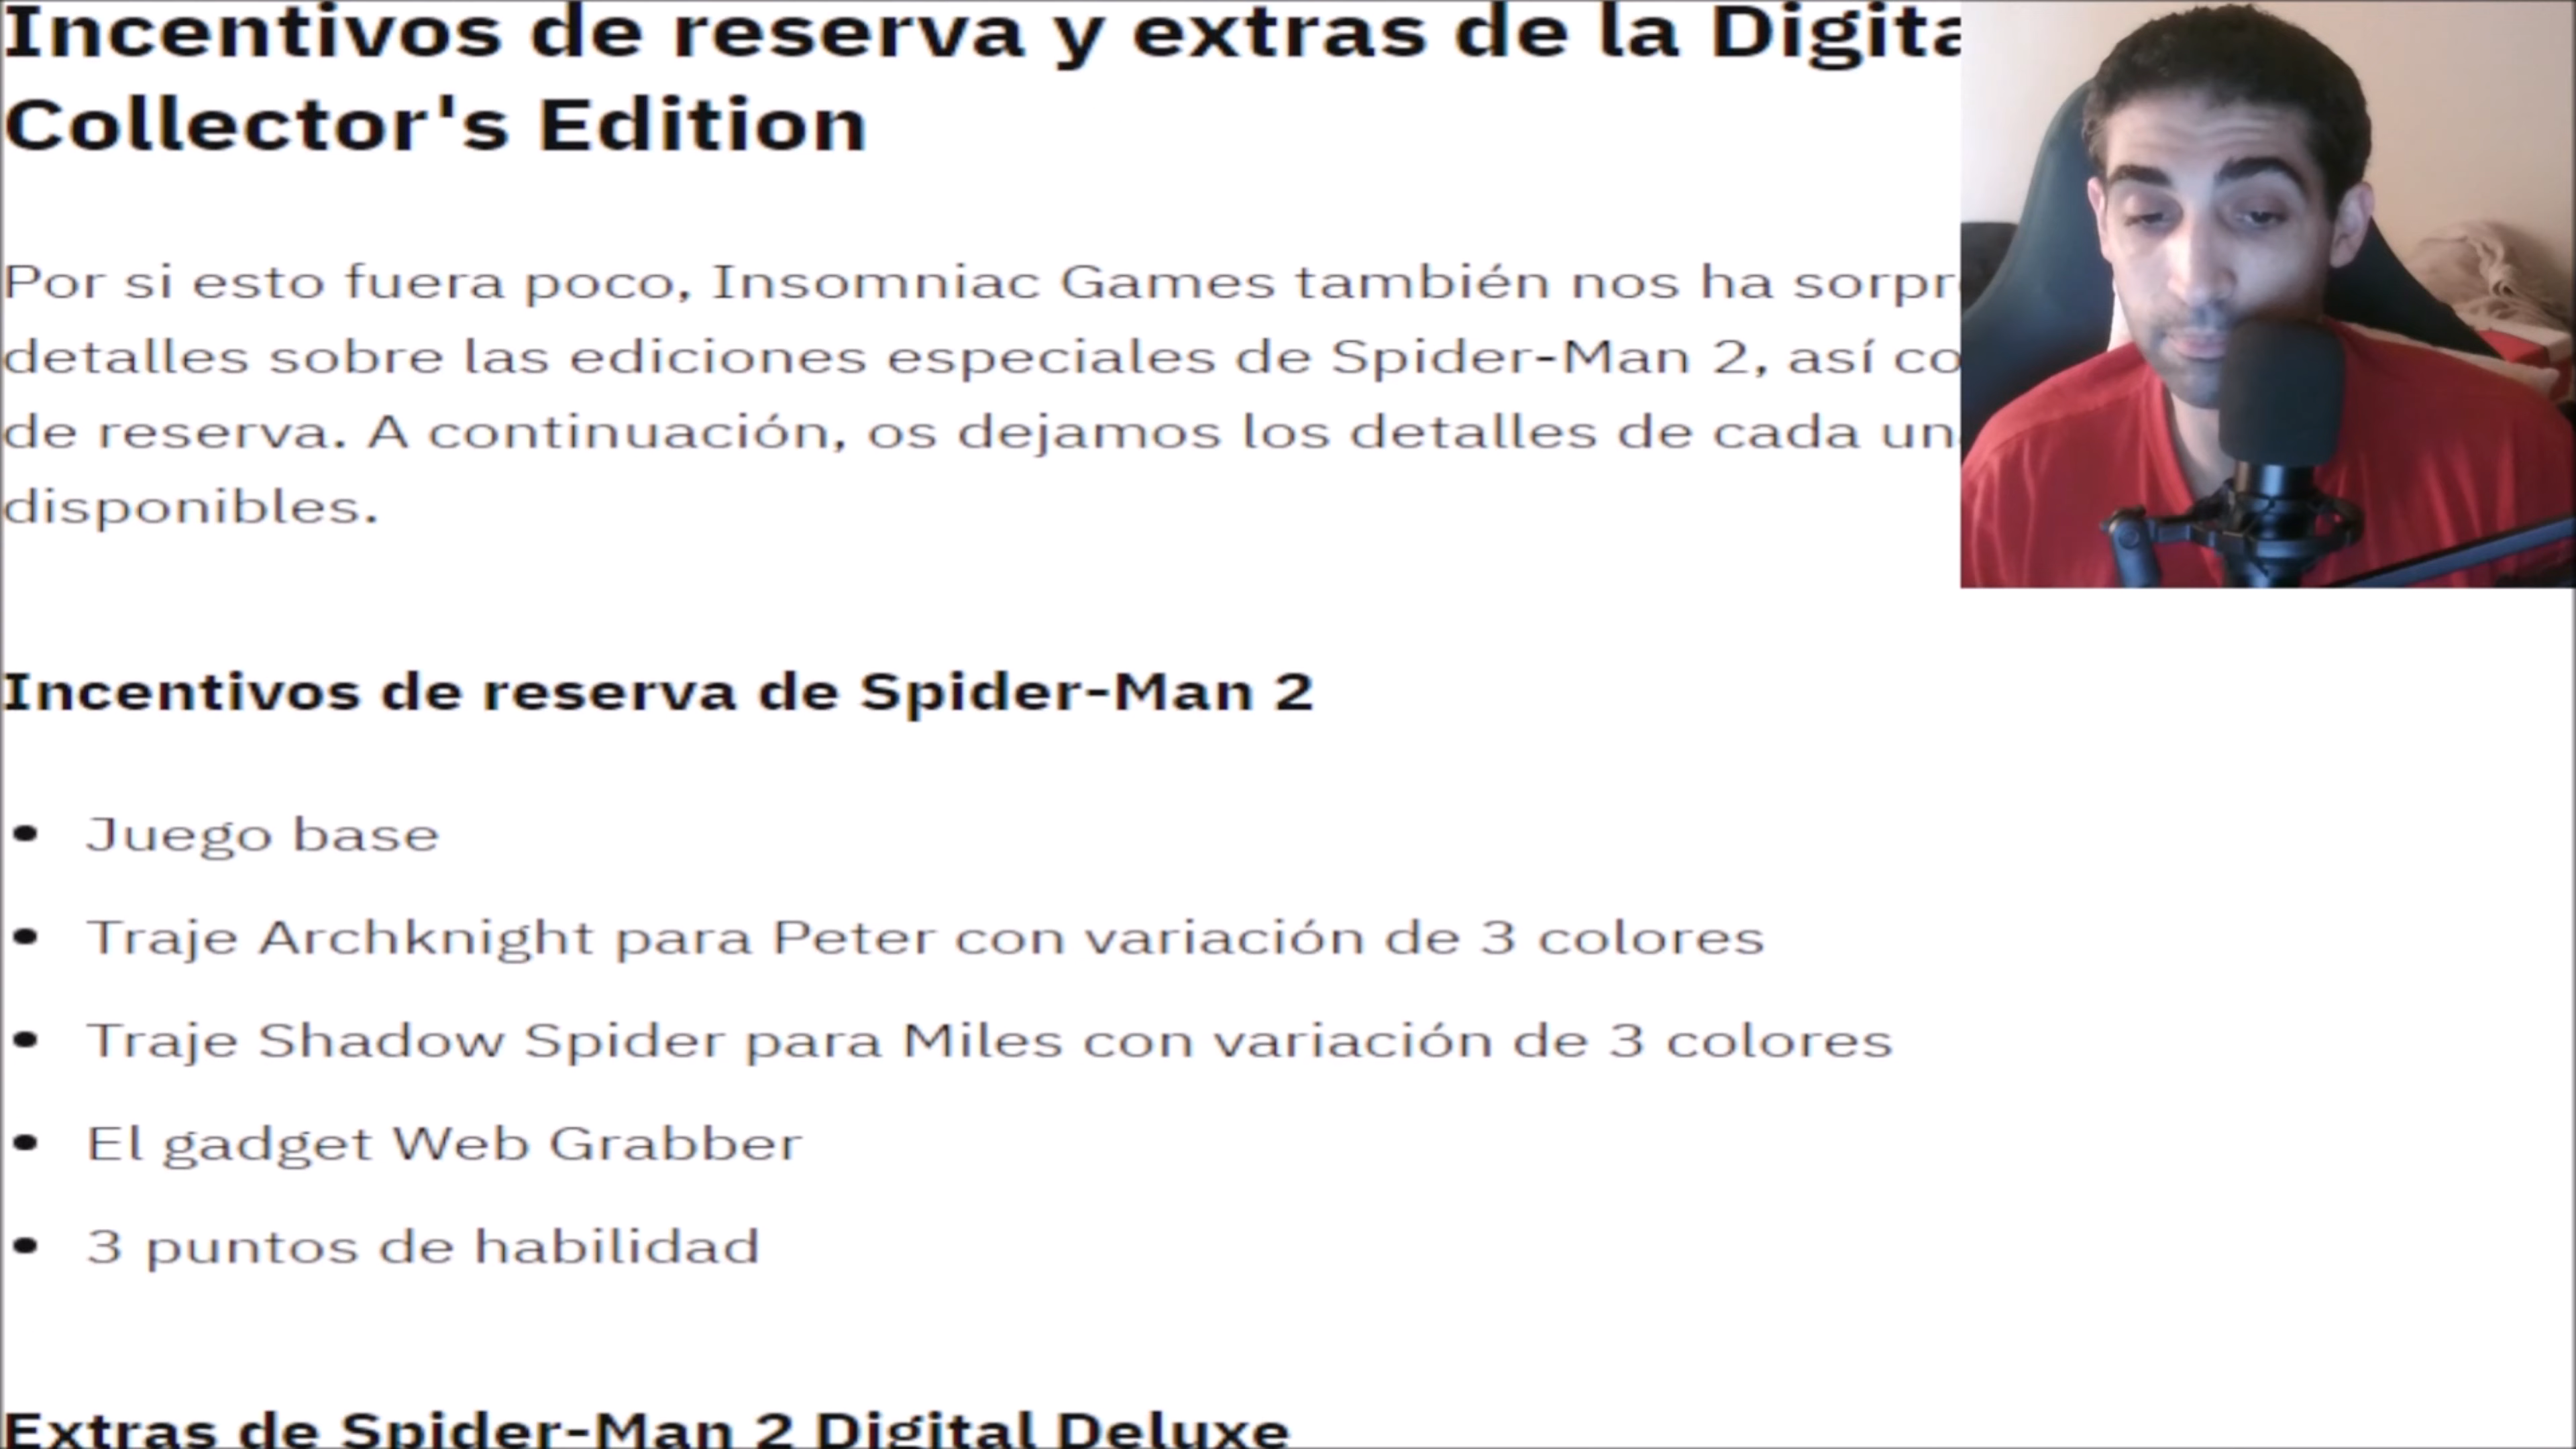 Incentivos de reserva y extras de la
Collector's Edition
Por si esto fuera poco, Insomniac Games también nos ha
detalles sobre las ediciones especiales de Spider-Man 2, así
de reserva. A continuación, os dejamos los detalles de cada
disponibles.
Incentivos de reserva de Spider-Man 2
• Juego base
• Traje Archknight para Peter con variación de 3 colores
• Traje Shadow Spider para Miles con variación de 3 colores
• El gadget Web Grabber
• 3 puntos de habilidad
Extras de Spider-Man 2 Digital Deluxe